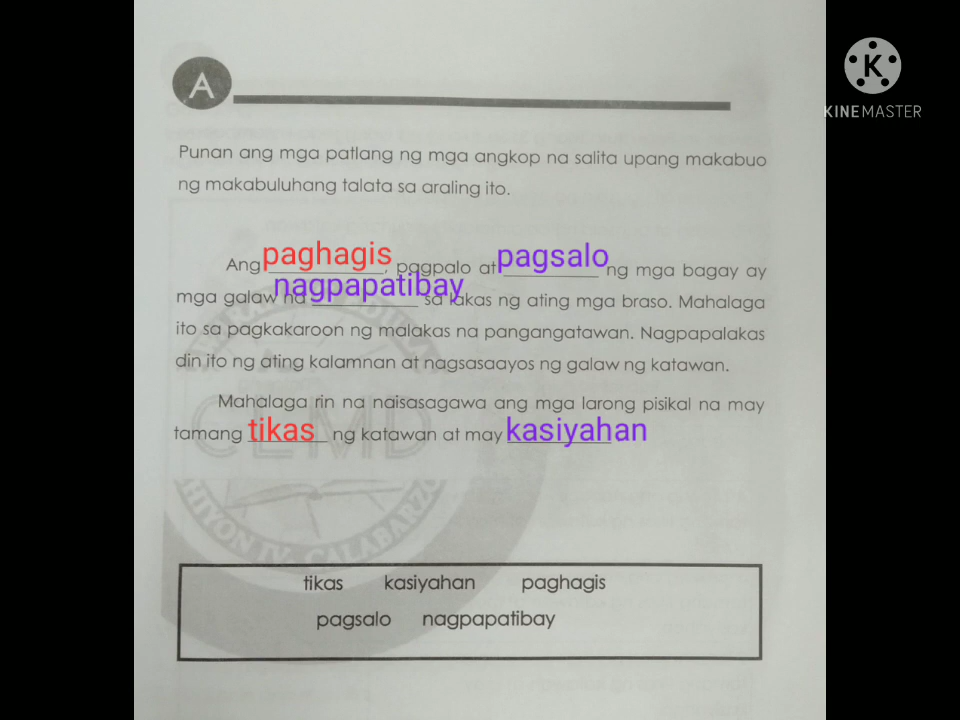 A
KINEMASTER
Punan ang mga patlang ng mga angkop na salita upang makabuo
ng makabuluhang talata sa araling ito.
Ang paghagis, pagpalo at pagsalo ng mga bagay ay
mga galaw na nagpapatibay sa lakas ng ating mga braso. Mahalaga
ito sa pagkakaroon ng malakas na pangangatawan. Nagpapalakas
din ito ng ating kalamnan at nagsasaayos ng galaw ng katawan.
Mahalaga rin na naisasagawa ang mga larong pisikal na may
tamang tikas ng katawan at may kasiyahan
CLMD
HIYON IV CALABARZO
tikas kasiyahan paghagis
pagsalo nagpapatibay